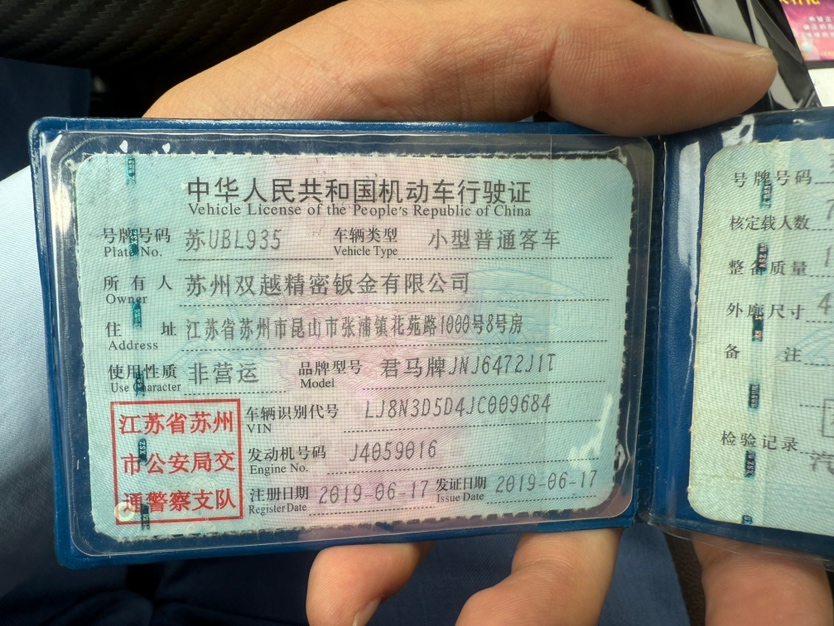 中华人民共和国机动车行驶证
Vehicle License of the People's Republic of China
号牌号码 苏UBL935 车辆类型 小型普通客车
Plate No. Vehicle Type
所有人 苏州双越精密钣金有限公司
Owner
住址 江苏省苏州市昆山市张浦镇花苑路1000号8号房
Address
使用性质 非营运 品牌型号 君马牌JNJ6472J1T
Use Character Model
江苏省苏州
市公安局交
通警察支队
车辆识别代号 LJ8N3D5D4JC009684
VIN
发动机号码 J4059016
Engine No.
注册日期 2019-06-17 发证日期 2019-06-17
Register Date Issue Date
号牌号码
核定载人数
整备质量
外廓尺寸 4
备注
检验记录